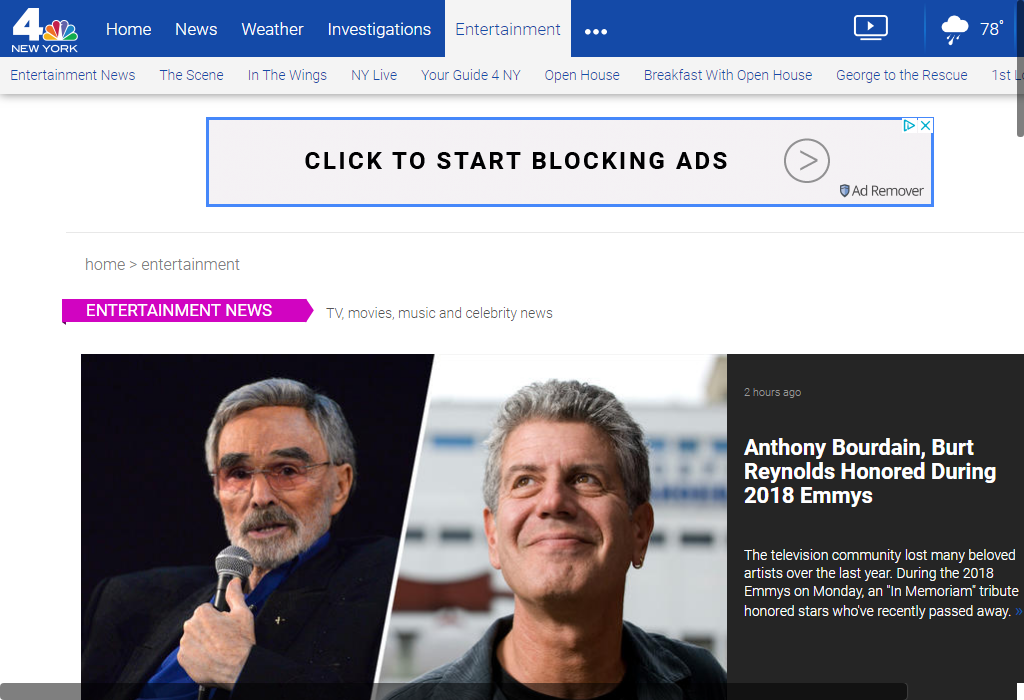 4
NEW YORK
Home News Weather Investigations Entertainment ••• 78°
Entertainment News The Scene In The Wings NY Live Your Guide 4 NY Open House Breakfast With Open House George to the Rescue 1st L
CLICK TO START BLOCKING ADS
Ad Remover
home > entertainment
ENTERTAINMENT NEWS TV, movies, music and celebrity news
2 hours ago
Anthony Bourdain, Burt
Reynolds Honored During
2018 Emmys
The television community lost many beloved
artists over the last year. During the 2018
Emmys on Monday, an "In Memoriam" tribute
honored stars who've recently passed away. »